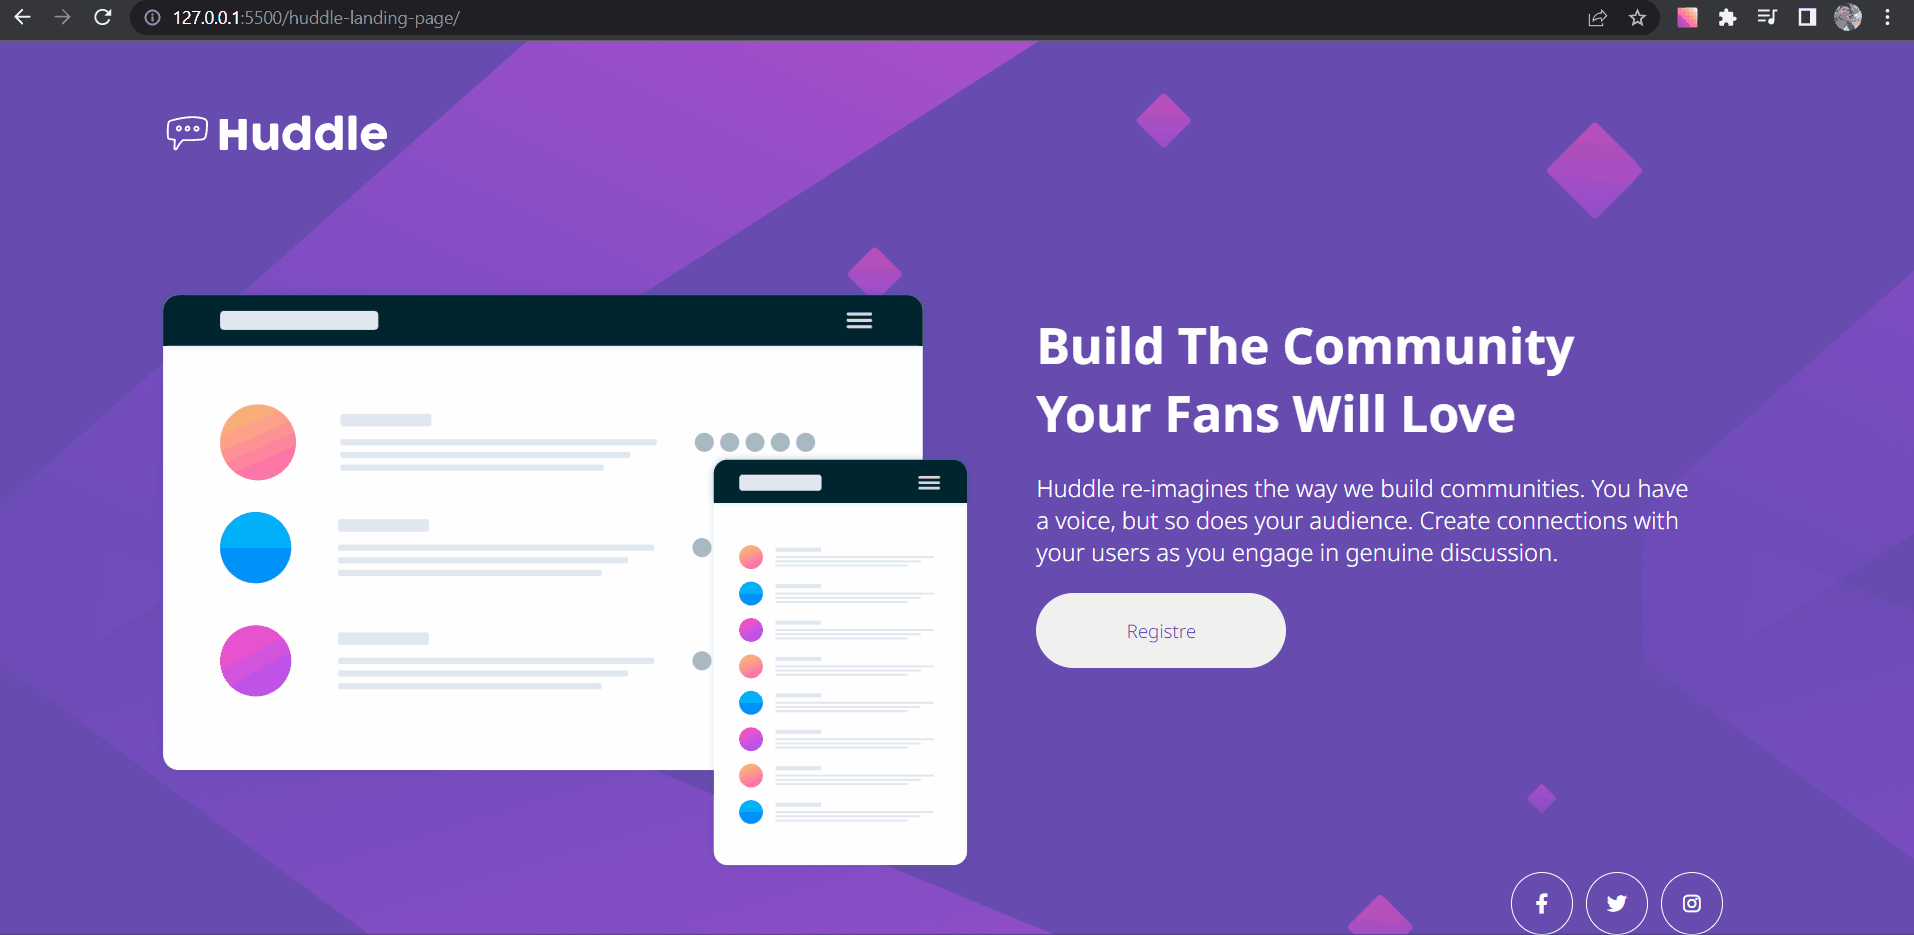 127.0.0.1:5500/huddle-landing-page/
Huddle
Build The Community
Your Fans Will Love
Huddle re-imagines the way we build communities. You have
a voice, but so does your audience. Create connections with
your users as you engage in genuine discussion.
Registre